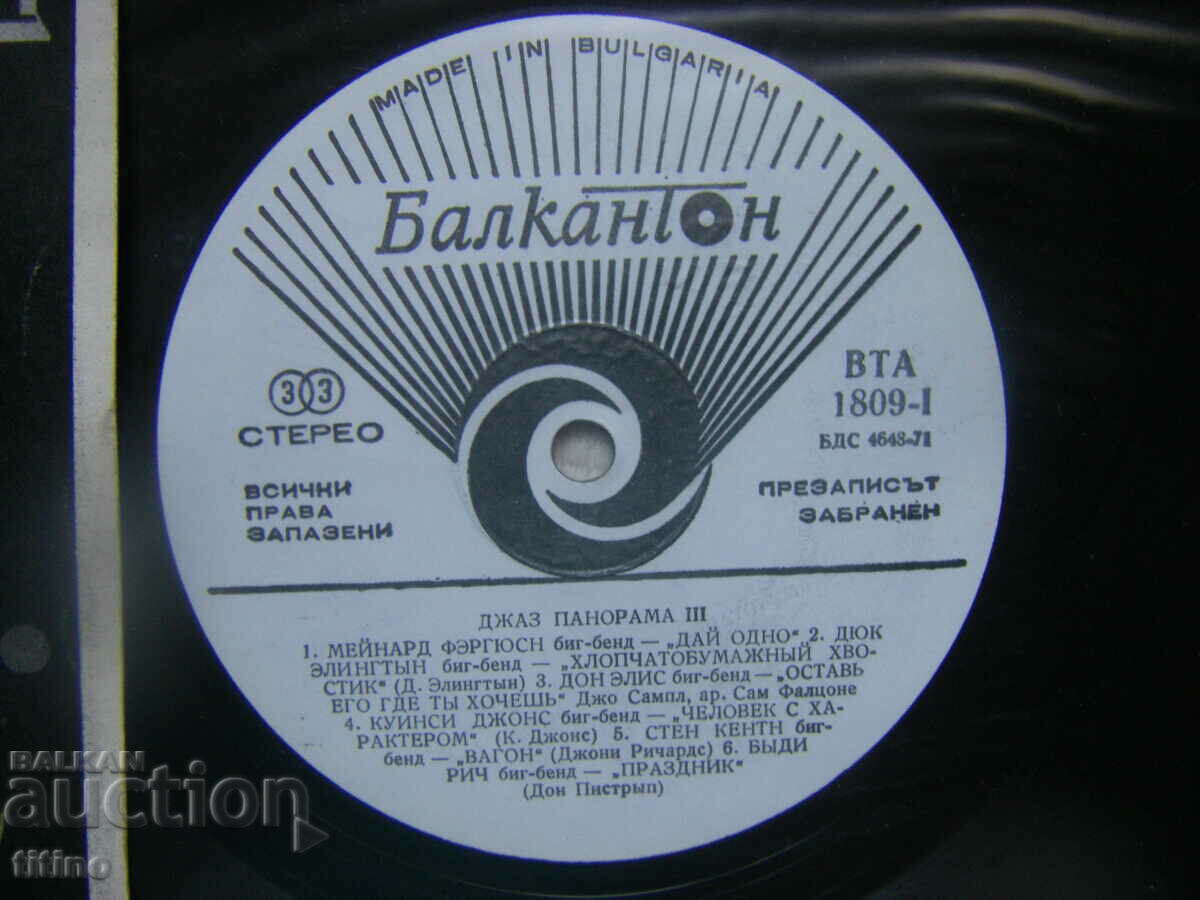 MADE IN BULGARIA
Балкантон
33
СТЕРЕО
ВТА
1809-I
БДС 4648-71
ВСИЧКИ
ПРАВА
ЗАПАЗЕНИ
ПРЕЗАПИСЪТ
ЗАБРАНЕН
ДЖАЗ ПАНОРАМА III
1. МЕЙНАРД ФЭРГЮСН биг-бенд — „ДАЙ ОДНО“ 2. ДЮК
ЭЛИНГТЫН биг-бенд — „ХЛОПЧАТОБУМАЖНЫЙ ХВО-
СТИК“ (Д. Элингтын) 3. ДОН ЭЛИС биг-бенд — „ОСТАВЬ
ЕГО ГДЕ ТЫ ХОЧЕШЬ“ Джо Сампл, ар. Сам Фалцоне
4. КУИНСИ ДЖОНС биг-бенд — „ЧЕЛОВЕК С ХА-
РАКТЕРОМ“ (К. Джонс) 5. СТЕН КЕНТН биг-
бенд — „ВАГОН“ (Джони Ричардс) 6. БЫДИ
РИЧ биг-бенд — „ПРАЗДНИК“
(Дон Пистрып)
BALKAN
auction
titino